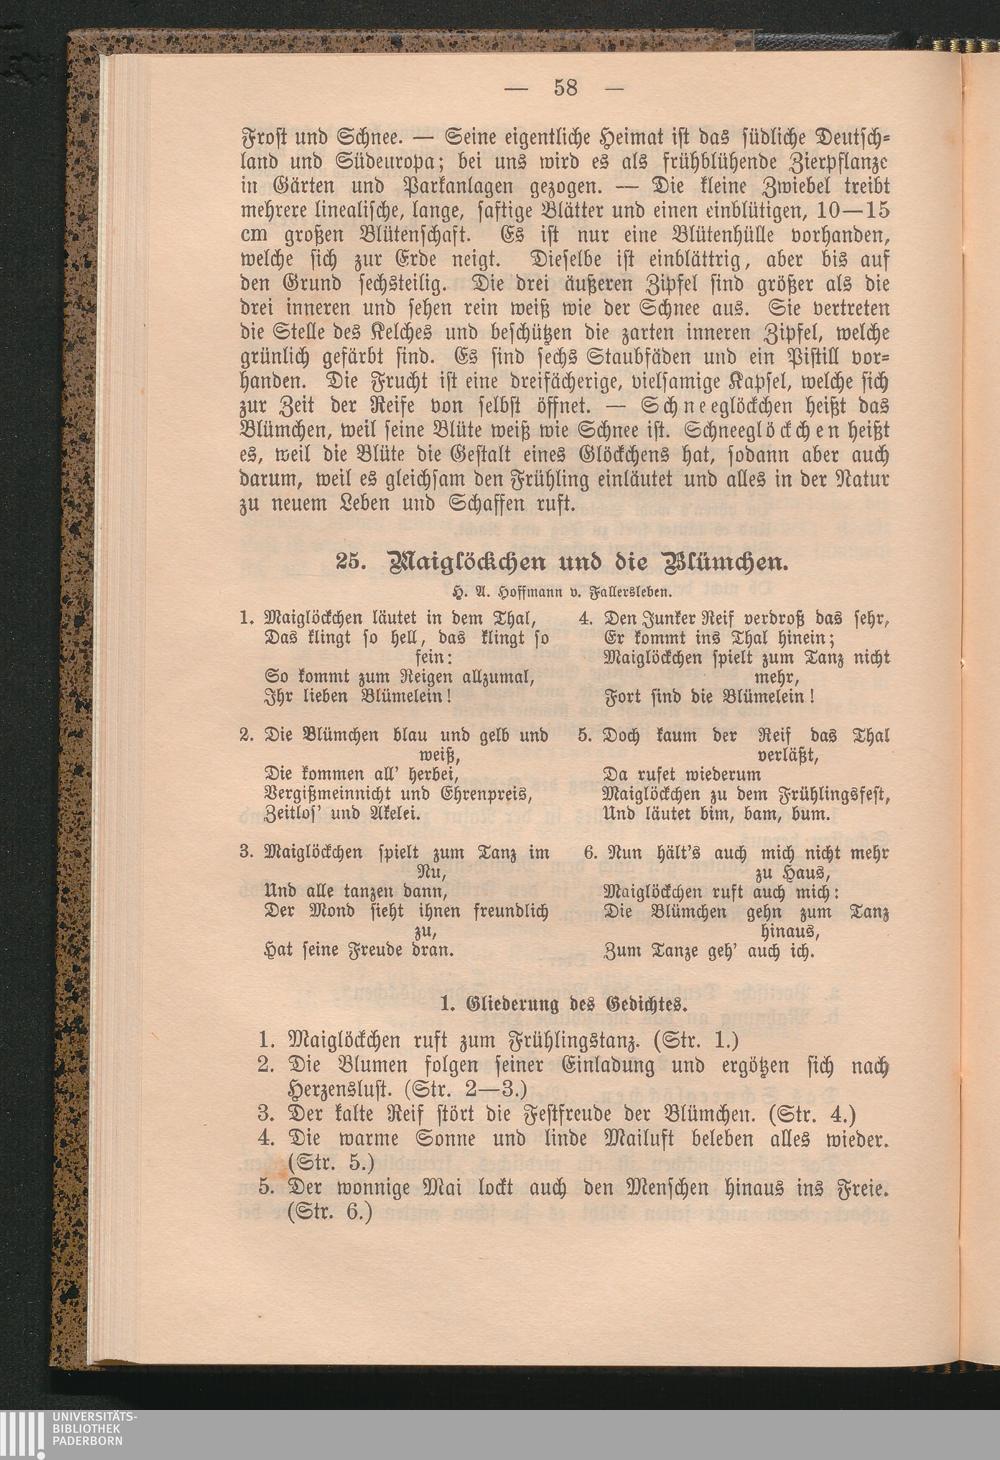 — 58 —
Frost und Schnee. — Seine eigentliche Heimat ist das südliche Deutsch-
land und Südeuropa; bei uns wird es als frühblühende Zierpflanze
in Gärten und Parkanlagen gezogen. — Die kleine Zwiebel treibt
mehrere linealische, lange, saftige Blätter und einen einblütigen, 10—15
cm großen Blütenschaft. Es ist nur eine Blütenhülle vorhanden,
welche sich zur Erde neigt. Dieselbe ist einblättrig, aber bis auf
den Grund sechsteilig. Die drei äußeren Zipfel sind größer als die
drei inneren und sehen rein weiß wie der Schnee aus. Sie vertreten
die Stelle des Kelches und beschützen die zarten inneren Zipfel, welche
grünlich gefärbt sind. Es sind sechs Staubfäden und ein Pistill vor-
handen. Die Frucht ist eine dreifächerige, vielsamige Kapsel, welche sich
zur Zeit der Reife von selbst öffnet. — Schneeglöckchen heißt das
Blümchen, weil seine Blüte weiß wie Schnee ist. Schneeglöckchen heißt
es, weil die Blüte die Gestalt eines Glöckchens hat, sodann aber auch
darum, weil es gleichsam den Frühling einläutet und alles in der Natur
zu neuem Leben und Schaffen ruft.
25. Maiglöckchen und die Blümchen.
H. A. Hoffmann v. Fallersleben.
1. Maiglöckchen läutet in dem Thal,
Das klingt so hell, das klingt so
fein:
So kommt zum Reigen allzumal,
Ihr lieben Blümelein!
2. Die Blümchen blau und gelb und
weiß,
Die kommen all' herbei,
Vergißmeinnicht und Ehrenpreis,
Zeitlos' und Akelei.
3. Maiglöckchen spielt zum Tanz im
Nu,
Und alle tanzen dann,
Der Mond sieht ihnen freundlich
zu,
Hat seine Freude dran.
4. Den Junker Reif verdroß das sehr,
Er kommt ins Thal hinein;
Maiglöckchen spielt zum Tanz nicht
mehr,
Fort sind die Blümelein!
5. Doch kaum der Reif das Thal
verläßt,
Da rufet wiederum
Maiglöckchen zu dem Frühlingsfest,
Und läutet bim, bam, bum.
6. Nun hält's auch mich nicht mehr
zu Haus,
Maiglöckchen ruft auch mich:
Die Blümchen gehn zum Tanz
hinaus,
Zum Tanze geh' auch ich.
1. Gliederung des Gedichtes.
1. Maiglöckchen ruft zum Frühlingstanz. (Str. 1.)
2. Die Blumen folgen seiner Einladung und ergötzen sich nach
Herzenslust. (Str. 2—3.)
3. Der kalte Reif stört die Festfreude der Blümchen. (Str. 4.)
4. Die warme Sonne und linde Mailuft beleben alles wieder.
(Str. 5.)
5. Der wonnige Mai lockt auch den Menschen hinaus ins Freie.
(Str. 6.)
UNIVERSITÄTS-
BIBLIOTHEK
PADERBORN